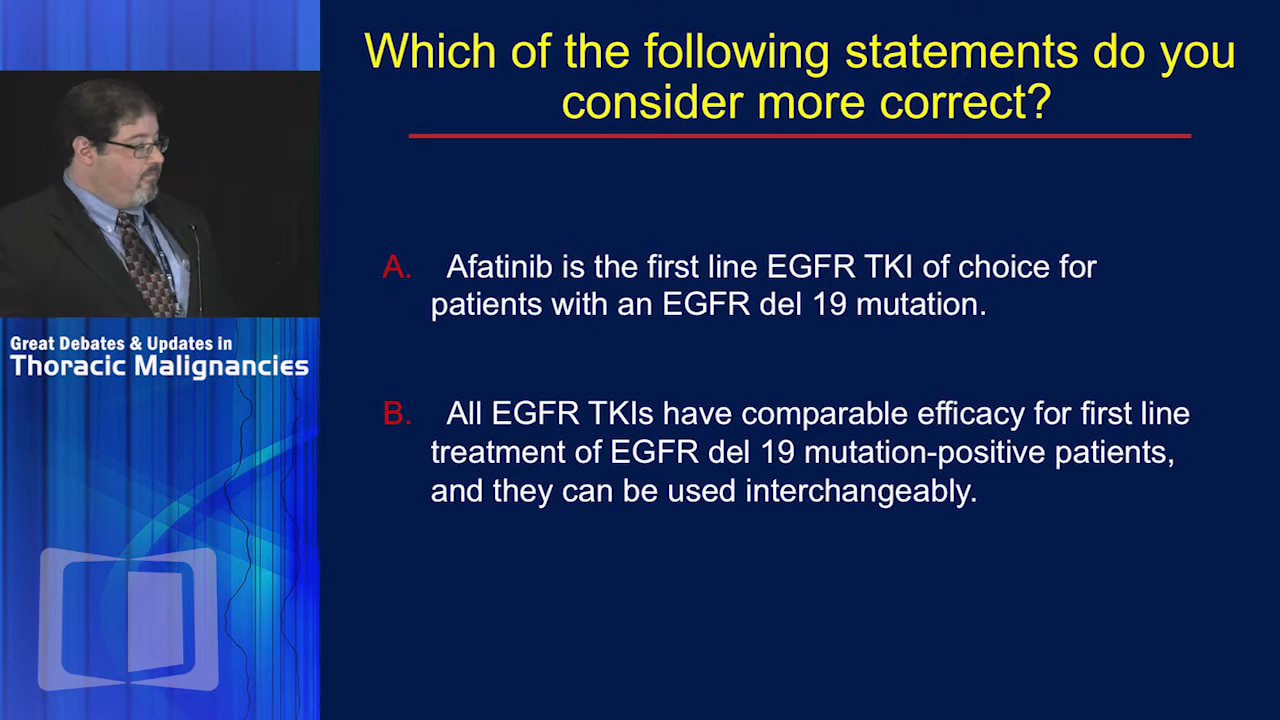 Which of the following statements do you
consider more correct?
A. Afatinib is the first line EGFR TKI of choice for
patients with an EGFR del 19 mutation.
B. All EGFR TKIs have comparable efficacy for first line
treatment of EGFR del 19 mutation-positive patients,
and they can be used interchangeably.
Great Debates & Updates in
Thoracic Malignancies